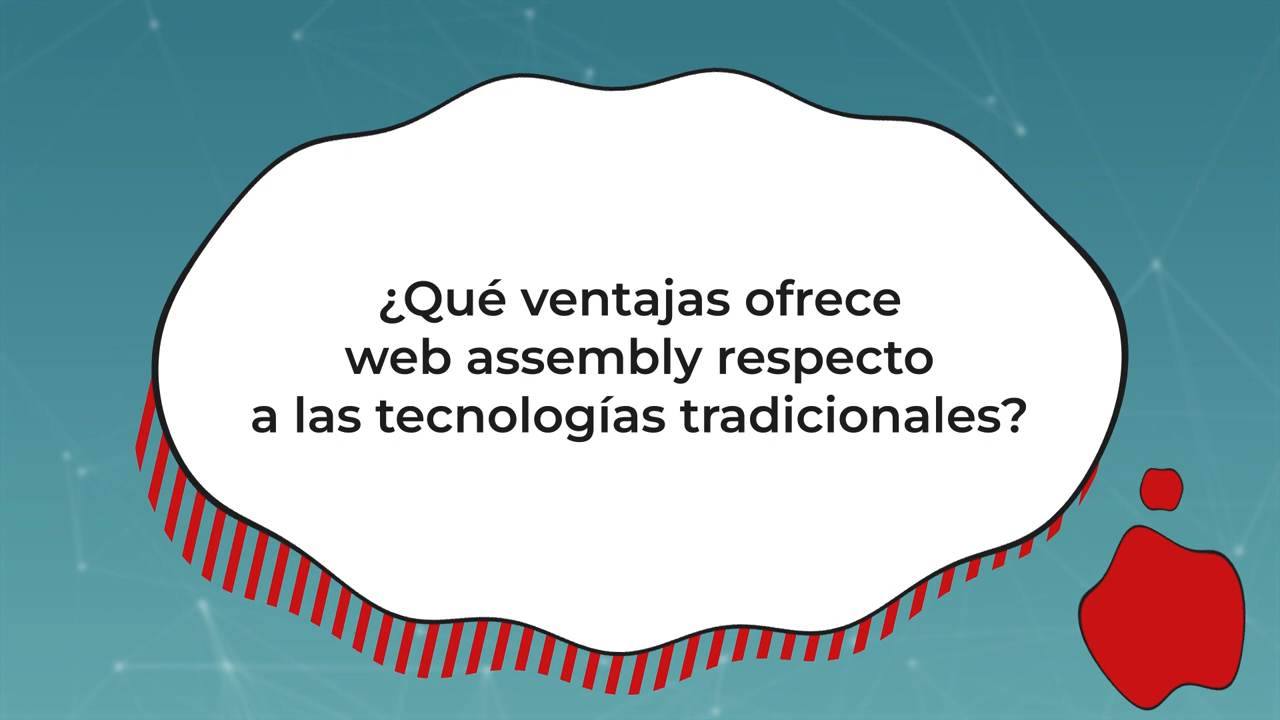 ¿Qué ventajas ofrece
web assembly respecto
a las tecnologías tradicionales?